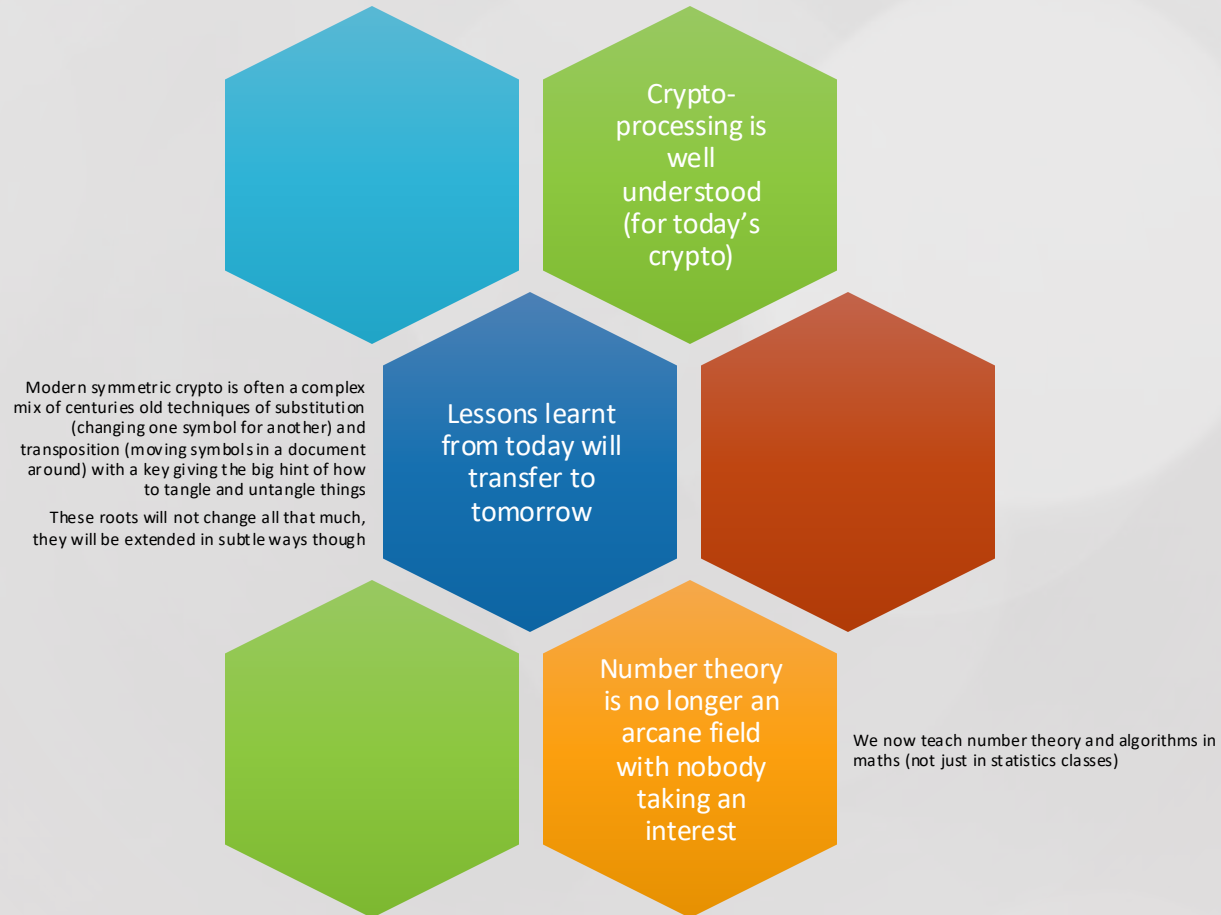 Crypto-
processing is
well
understood
(for today's
crypto)
Modern symmetric crypto is often a complex
mix of centuries old techniques of substitution
(changing one symbol for another) and
transposition (moving symbols in a document
around) with a key giving the big hint of how
to tangle and untangle things
These roots will not change all that much,
they will be extended in subtle ways though
Lessons learnt
from today will
transfer to
tomorrow
Number theory
is no longer an
arcane field
with nobody
taking an
interest
We now teach number theory and algorithms in
maths (not just in statistics classes)